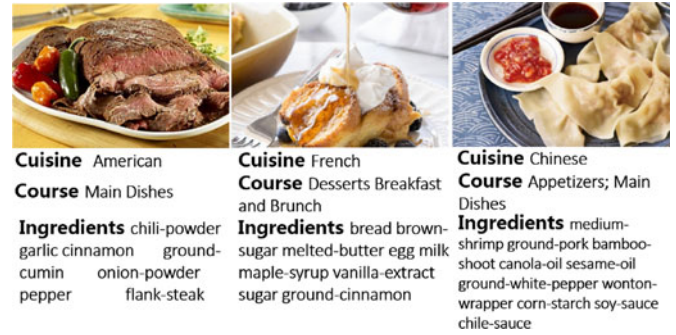 Cuisine American
Course Main Dishes
Ingredients chili-powder
garlic cinnamon ground-
cumin onion-powder
pepper flank-steak
Cuisine French
Course Desserts Breakfast
and Brunch
Ingredients bread brown-
sugar melted-butter egg milk
maple-syrup vanilla-extract
sugar ground-cinnamon
Cuisine Chinese
Course Appetizers; Main
Dishes
Ingredients medium-
shrimp ground-pork bamboo-
shoot canola-oil sesame-oil
ground-white-pepper wonton-
wrapper corn-starch soy-sauce
chile-sauce